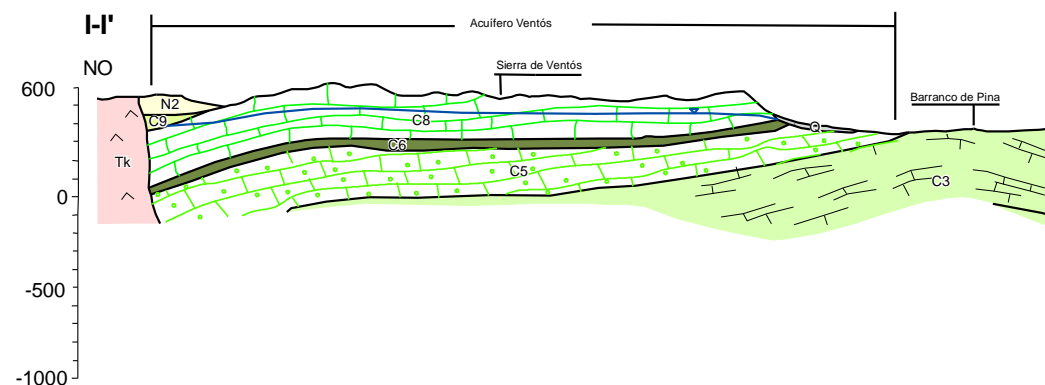 I-I'
Acuífero Ventós
NO
Sierra de Ventós
600
Barranco de Pina
N2
C9
C8
Q
C6
Tk
C5
C3
0
-500
-1000